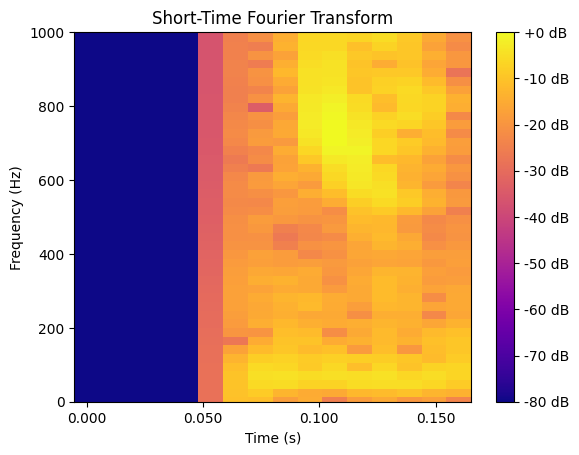 Short-Time Fourier Transform
Frequency (Hz)
1000
800
600
400
200
0
0.000
0.050
0.100
0.150
Time (s)
+0 dB
-10 dB
-20 dB
-30 dB
-40 dB
-50 dB
-60 dB
-70 dB
-80 dB